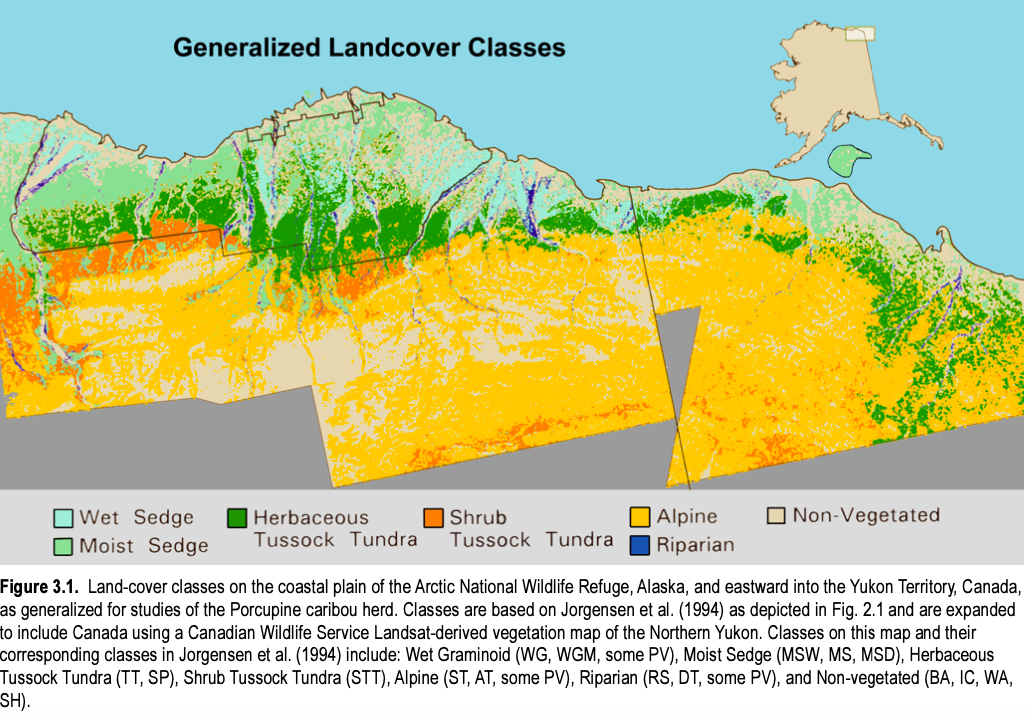 Generalized Landcover Classes
Wet Sedge
Moist Sedge
Herbaceous
Tussock Tundra
Shrub
Tussock Tundra
Alpine
Riparian
Non-Vegetated
Figure 3.1. Land-cover classes on the coastal plain of the Arctic National Wildlife Refuge, Alaska, and eastward into the Yukon Territory, Canada,
as generalized for studies of the Porcupine caribou herd. Classes are based on Jorgensen et al. (1994) as depicted in Fig. 2.1 and are expanded
to include Canada using a Canadian Wildlife Service Landsat-derived vegetation map of the Northern Yukon. Classes on this map and their
corresponding classes in Jorgensen et al. (1994) include: Wet Graminoid (WG, WGM, some PV), Moist Sedge (MSW, MS, MSD), Herbaceous
Tussock Tundra (TT, SP), Shrub Tussock Tundra (STT), Alpine (ST, AT, some PV), Riparian (RS, DT, some PV), and Non-vegetated (BA, IC, WA,
SH).